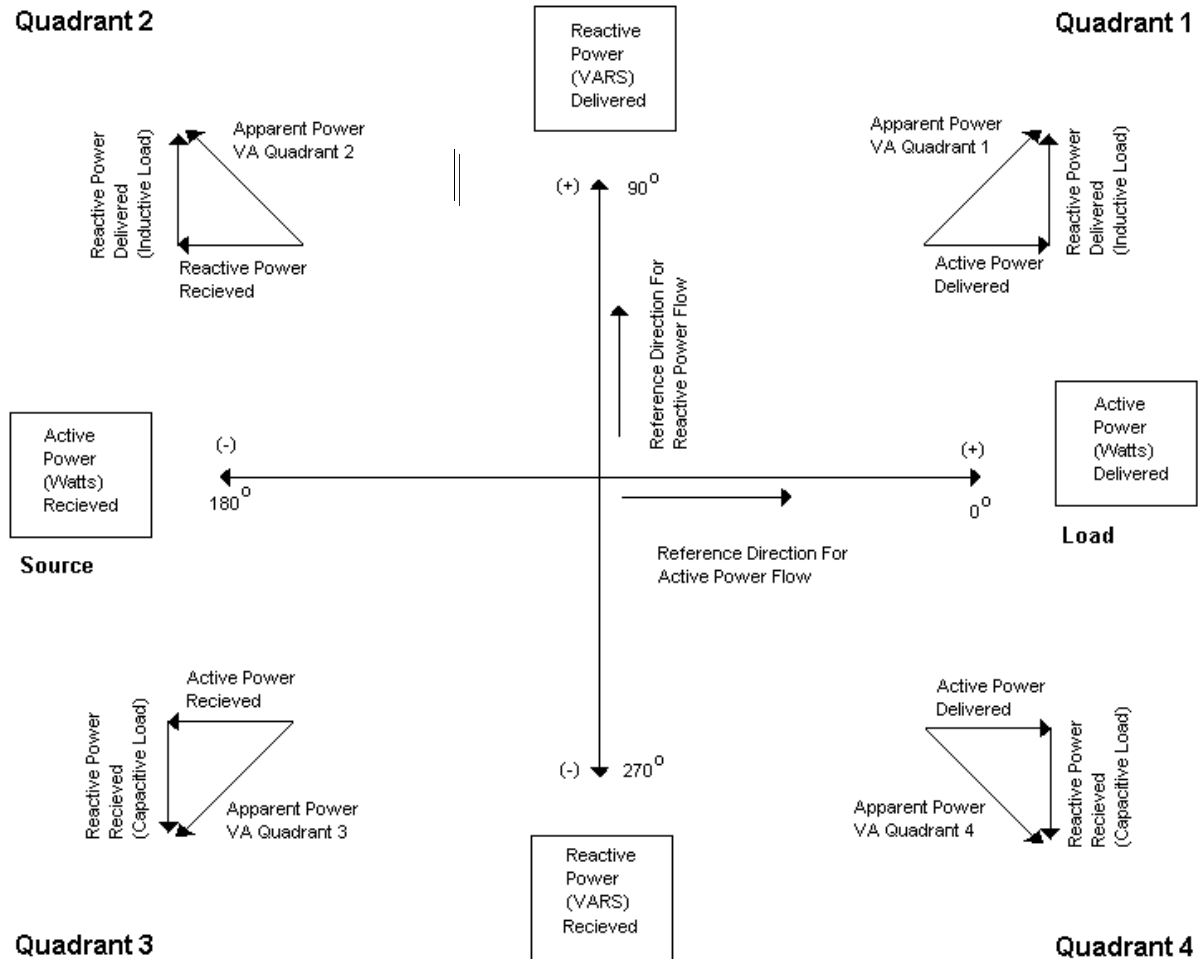 Quadrant 2
Reactive
Power
(VARS)
Delivered
Quadrant 1
Reactive Power
Delivered
(Inductive Load)
Apparent Power
VA Quadrant 2
Reactive Power
Recieved
(+)
90°
Apparent Power
VA Quadrant 1
Active Power
Delivered
Reactive Power
Delivered
(Inductive Load)
Reference Direction For
Reactive Power Flow
Active
Power
(Watts)
Recieved
Source
(-)
180°
(+)
0°
Active
Power
(Watts)
Delivered
Load
Reference Direction For
Active Power Flow
Reactive Power
Recieved
(Capacitive Load)
Active Power
Recieved
Apparent Power
VA Quadrant 3
(-)
270°
Active Power
Delivered
Apparent Power
VA Quadrant 4
Reactive Power
Recieved
(Capacitive Load)
Quadrant 3
Reactive
Power
(VARS)
Recieved
Quadrant 4